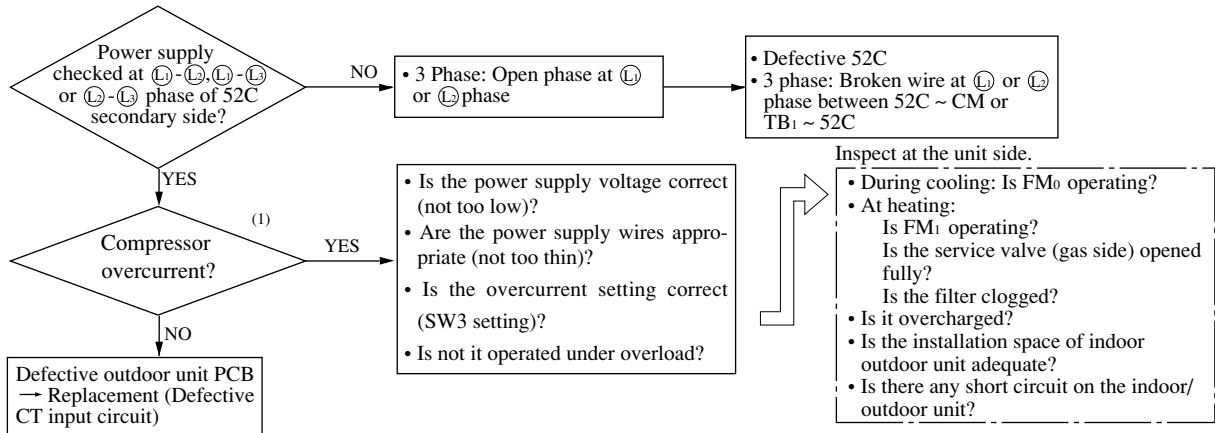 Power supply
checked at Ⓛ₁-Ⓛ₂, Ⓛ₁-Ⓛ₃
or Ⓛ₂-Ⓛ₃ phase of 52C
secondary side?
NO
• 3 Phase: Open phase at Ⓛ₁
or Ⓛ₂ phase
• Defective 52C
• 3 phase: Broken wire at Ⓛ₁ or Ⓛ₂
phase between 52C ~ CM or
TB₁ ~ 52C
YES
(1)
Compressor
overcurrent?
YES
• Is the power supply voltage correct
(not too low)?
• Are the power supply wires appro-
priate (not too thin)?
• Is the overcurrent setting correct
(SW3 setting)?
• Is not it operated under overload?
Inspect at the unit side.
• During cooling: Is FM₀ operating?
• At heating:
Is FM₁ operating?
Is the service valve (gas side) opened
fully?
Is the filter clogged?
• Is it overcharged?
• Is the installation space of indoor
outdoor unit adequate?
• Is there any short circuit on the indoor/
outdoor unit?
NO
Defective outdoor unit PCB
→ Replacement (Defective
CT input circuit)